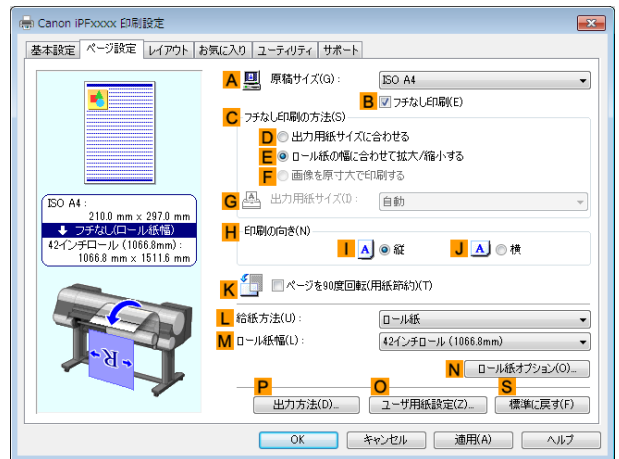 Canon iPFxxxx 印刷設定
基本設定 ページ設定 レイアウト お気に入り ユーティリティ サポート
A 原稿サイズ(G) : ISO A4
B フチなし印刷(E)
C フチなし印刷の方法(S)
D 出力用紙サイズに合わせる
E ロール紙の幅に合わせて拡大/縮小する
F 画像を原寸大で印刷する
G 出力用紙サイズ(I) : 自動
ISO A4 :
210.0 mm x 297.0 mm
フチなし(ロール紙幅)
42インチロール (1066.8mm) :
1066.8 mm x 1511.6 mm
H 印刷の向き(N)
I A 縦 J A 横
K ページを90度回転(用紙節約)(T)
L 給紙方法(U) : ロール紙
M ロール紙幅(L) : 42インチロール (1066.8mm)
R
N ロール紙オプション(O)...
P O S
出力方法(D)... ユーザ用紙設定(Z)... 標準に戻す(F)
OK キャンセル 適用(A) ヘルプ